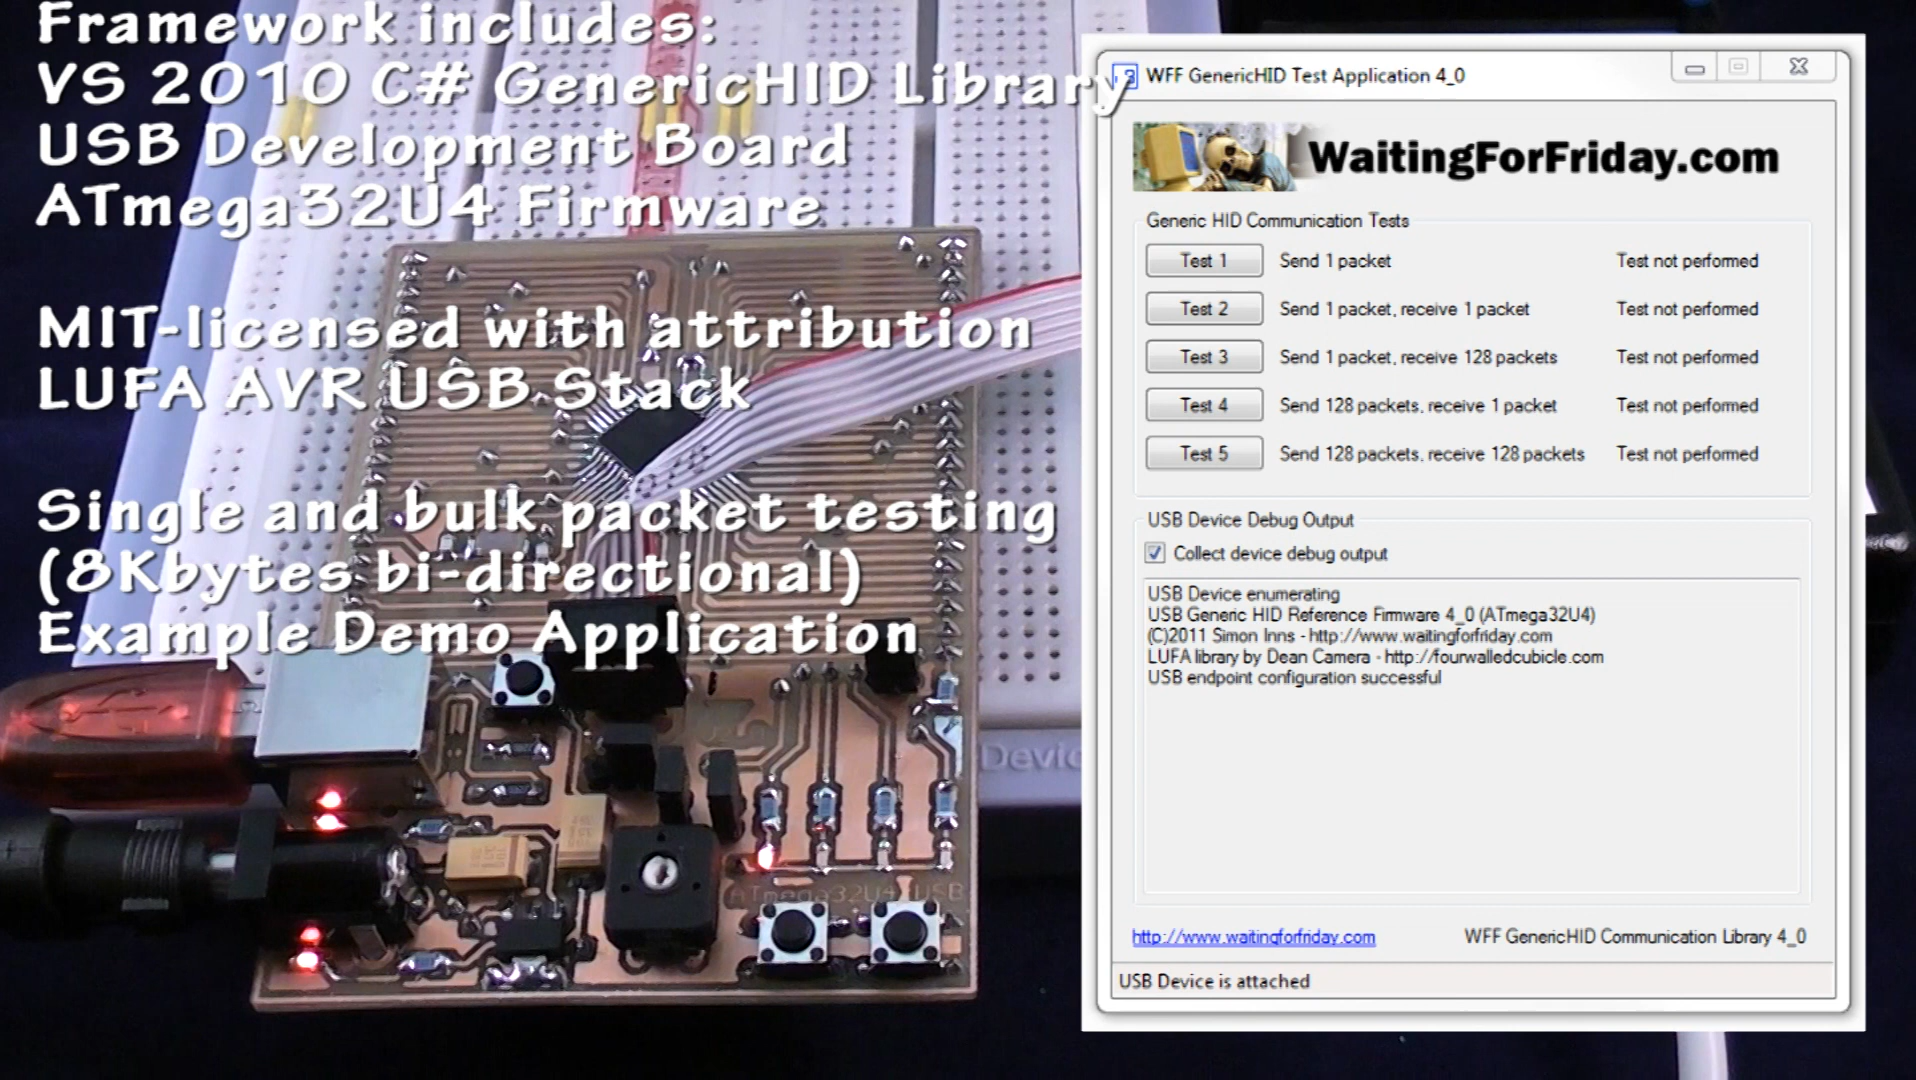 Framework includes:
VS 2010 C# GenericHID Library
USB Development Board
ATmega32U4 Firmware
MIT-licensed with attribution
LUFA AVR USB Stack
Single and bulk packet testing
(8Kbytes bi-directional)
Example Demo Application
Devic
ATmega32U4 USB
WFF GenericHID Test Application 4_0
WaitingForFriday.com
Generic HID Communication Tests
Test 1 Send 1 packet Test not performed
Test 2 Send 1 packet, receive 1 packet Test not performed
Test 3 Send 1 packet, receive 128 packets Test not performed
Test 4 Send 128 packets, receive 1 packet Test not performed
Test 5 Send 128 packets, receive 128 packets Test not performed
USB Device Debug Output
Collect device debug output
USB Device enumerating
USB Generic HID Reference Firmware 4_0 (ATmega32U4)
(C)2011 Simon Inns - http://www.waitingforfriday.com
LUFA library by Dean Camera - http://fourwalledcubicle.com
USB endpoint configuration successful
http://www.waitingforfriday.com WFF GenericHID Communication Library 4_0
USB Device is attached